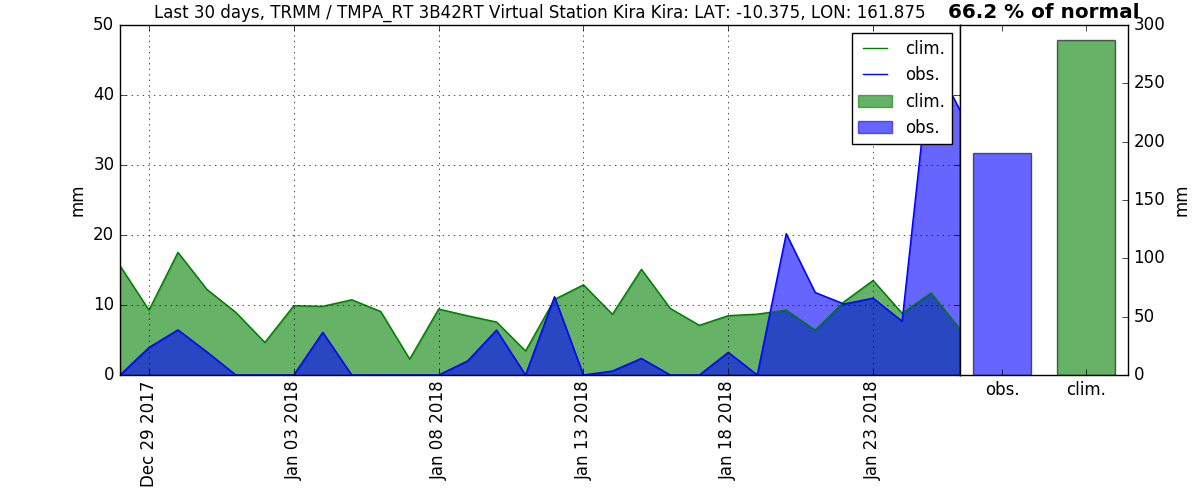 Last 30 days, TRMM / TMPA_RT 3B42RT Virtual Station Kira Kira: LAT: -10.375, LON: 161.875
66.2 % of normal
50
40
30
20
10
0
mm
clim.
obs.
clim.
obs.
300
250
200
150
100
50
0
mm
obs.
clim.
Dec 29 2017
Jan 03 2018
Jan 08 2018
Jan 13 2018
Jan 18 2018
Jan 23 2018